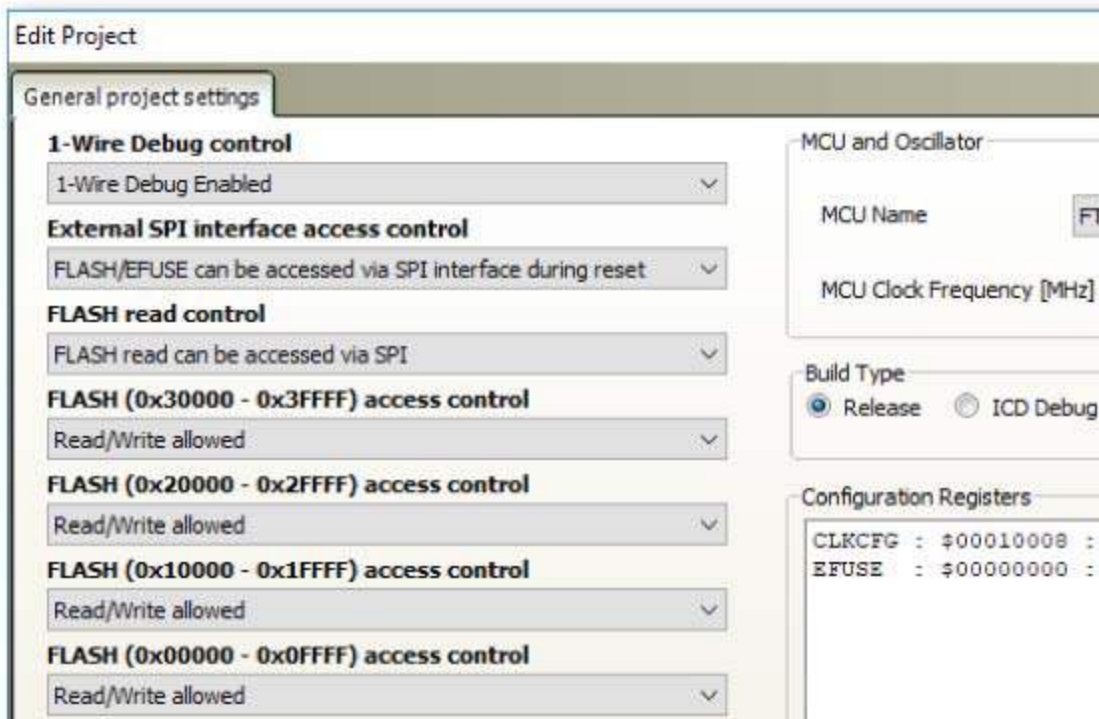 Edit Project
General project settings
1-Wire Debug control
1-Wire Debug Enabled
External SPI interface access control
FLASH/EFUSE can be accessed via SPI interface during reset
FLASH read control
FLASH read can be accessed via SPI
FLASH (0x30000 - 0x3FFFF) access control
Read/Write allowed
FLASH (0x20000 - 0x2FFFF) access control
Read/Write allowed
FLASH (0x10000 - 0x1FFFF) access control
Read/Write allowed
FLASH (0x00000 - 0x0FFFF) access control
Read/Write allowed
MCU and Oscillator
MCU Name
FT
MCU Clock Frequency [MHz]
Build Type
Release ICD Debug
Configuration Registers
CLKCFG : $00010008 :
EFUSE : $00000000 :